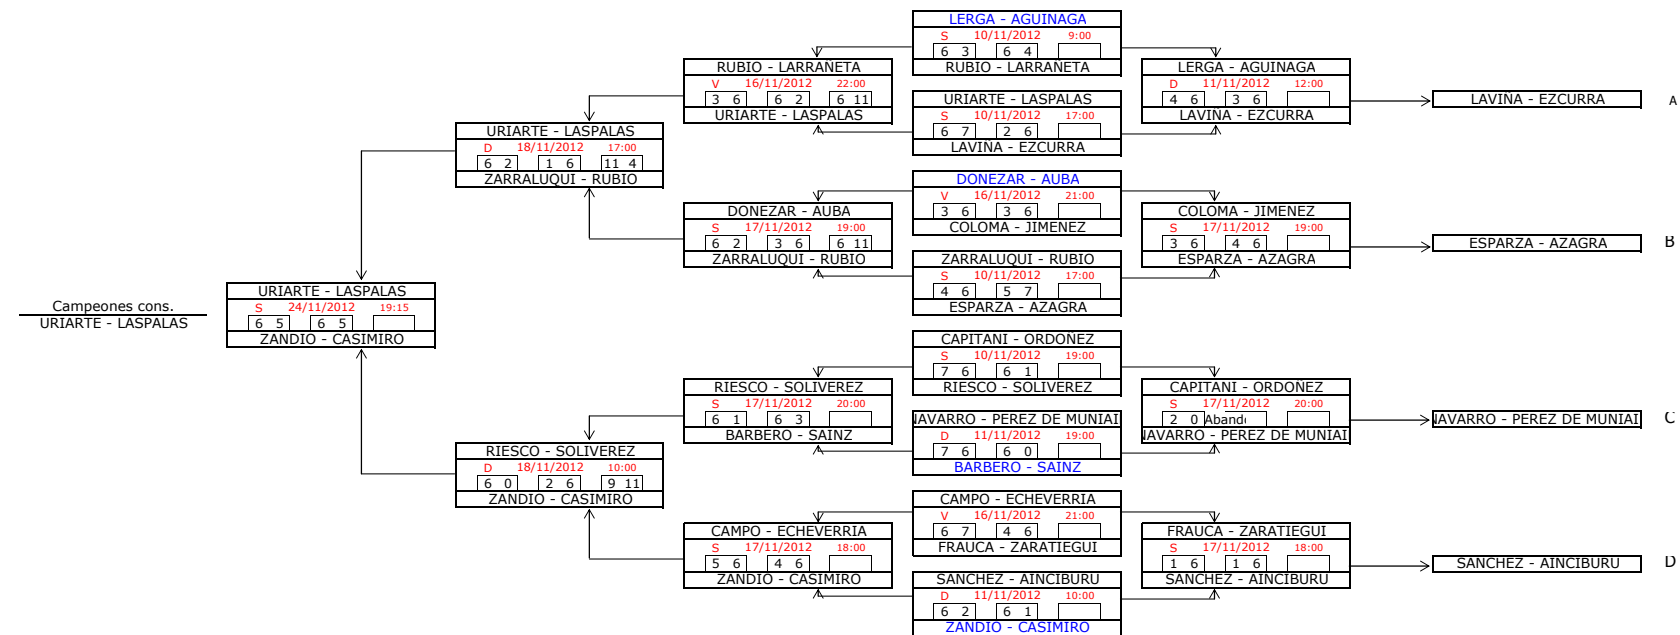 Campeones cons.
URIARTE - LASPALAS
URIARTE - LASPALAS
S 24/11/2012 19:15
6 5 6 5
ZANDIO - CASIMIRO
URIARTE - LASPALAS
D 18/11/2012 17:00
6 2 1 6 11 4
ZARRALUQUI - RUBIO
RIESCO - SOLIVEREZ
D 18/11/2012 10:00
6 0 2 6 9 11
ZANDIO - CASIMIRO
RUBIO - LARRAÑETA
V 16/11/2012 22:00
3 6 6 2 6 11
URIARTE - LASPALAS
DONEZAR - AUBA
S 17/11/2012 19:00
6 2 3 6 6 11
ZARRALUQUI - RUBIO
RIESCO - SOLIVEREZ
S 17/11/2012 20:00
6 1 6 3
BARBERO - SAINZ
CAMPO - ECHEVERRIA
S 17/11/2012 18:00
5 6 4 6
ZANDIO - CASIMIRO
LERGA - AGUINAGA
S 10/11/2012 9:00
6 3 6 4
RUBIO - LARRAÑETA
URIARTE - LASPALAS
S 10/11/2012 17:00
6 7 2 6
LAVIÑA - EZCURRA
DONEZAR - AUBA
V 16/11/2012 21:00
3 6 3 6
COLOMA - JIMENEZ
ZARRALUQUI - RUBIO
S 10/11/2012 17:00
4 6 5 7
ESPARZA - AZAGRA
CAPITANI - ORDOÑEZ
S 10/11/2012 19:00
7 6 6 1
RIESCO - SOLIVEREZ
NAVARRO - PEREZ DE MUNIAI
D 11/11/2012 19:00
7 6 6 0
BARBERO - SAINZ
CAMPO - ECHEVERRIA
V 16/11/2012 21:00
6 7 4 6
FRAUCA - ZARATIEGUI
SANCHEZ - AINCIBURU
D 11/11/2012 10:00
6 2 6 1
ZANDIO - CASIMIRO
LERGA - AGUINAGA
D 11/11/2012 12:00
4 6 3 6
LAVIÑA - EZCURRA
COLOMA - JIMENEZ
S 17/11/2012 19:00
3 6 4 6
ESPARZA - AZAGRA
CAPITANI - ORDOÑEZ
S 17/11/2012 20:00
2 0 Aband
NAVARRO - PEREZ DE MUNIAI
FRAUCA - ZARATIEGUI
S 17/11/2012 18:00
1 6 1 6
SANCHEZ - AINCIBURU
LAVIÑA - EZCURRA A
ESPARZA - AZAGRA B
NAVARRO - PEREZ DE MUNIAI C
SANCHEZ - AINCIBURU D